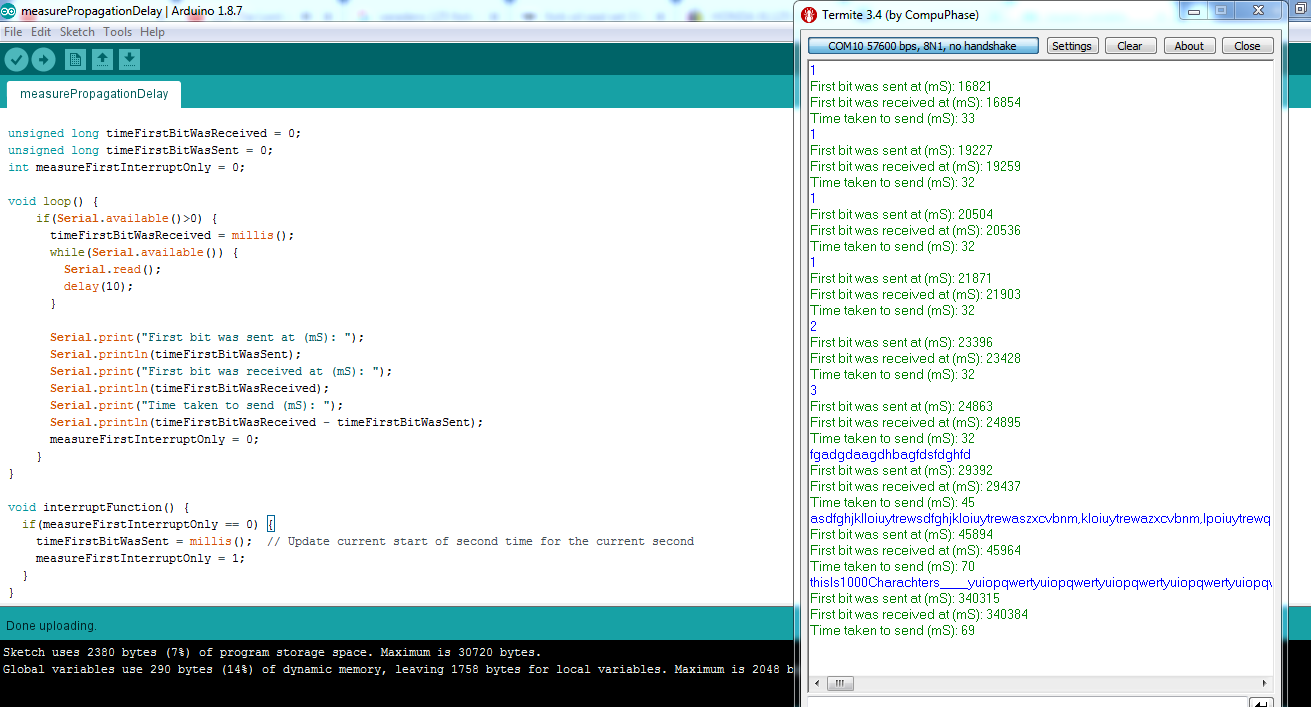 measurePropagationDelay | Arduino 1.8.7
File Edit Sketch Tools Help
measurePropagationDelay
unsigned long timeFirstBitWasReceived = 0;
unsigned long timeFirstBitWasSent = 0;
int measureFirstInterruptOnly = 0;
void loop() {
if(Serial.available()>0) {
timeFirstBitWasReceived = millis();
while(Serial.available()) {
Serial.read();
delay(10);
}
Serial.print("First bit was sent at (mS): ");
Serial.println(timeFirstBitWasSent);
Serial.print("First bit was received at (mS): ");
Serial.println(timeFirstBitWasReceived);
Serial.print("Time taken to send (mS): ");
Serial.println(timeFirstBitWasReceived - timeFirstBitWasSent);
measureFirstInterruptOnly = 0;
}
}
void interruptFunction() {
if(measureFirstInterruptOnly == 0) {
timeFirstBitWasSent = millis();  // Update current start of second time for the current second
measureFirstInterruptOnly = 1;
}
}
Done uploading.
Sketch uses 2380 bytes (7%) of program storage space. Maximum is 30720 bytes.
Global variables use 290 bytes (14%) of dynamic memory, leaving 1758 bytes for local variables. Maximum is 2048 b
Termite 3.4 (by CompuPhase)
COM10 57600 bps, 8N1, no handshake Settings Clear About Close
1
First bit was sent at (mS): 16821
First bit was received at (mS): 16854
Time taken to send (mS): 33
1
First bit was sent at (mS): 19227
First bit was received at (mS): 19259
Time taken to send (mS): 32
1
First bit was sent at (mS): 20504
First bit was received at (mS): 20536
Time taken to send (mS): 32
1
First bit was sent at (mS): 21871
First bit was received at (mS): 21903
Time taken to send (mS): 32
2
First bit was sent at (mS): 23396
First bit was received at (mS): 23428
Time taken to send (mS): 32
3
First bit was sent at (mS): 24863
First bit was received at (mS): 24895
Time taken to send (mS): 32
fgadgdaagdhbagfdsfdghfd
First bit was sent at (mS): 29392
First bit was received at (mS): 29437
Time taken to send (mS): 45
asdfghjklloiuytrewsdfghjkloiuytrewaszxcvbnm,kloiuytrewazxcvbnm,lpoiuytrewq
First bit was sent at (mS): 45894
First bit was received at (mS): 45964
Time taken to send (mS): 70
thisIs1000Charachters____yuiopqwertyuiopqwertyuiopqwertyuiopqwertyuiopqv
First bit was sent at (mS): 340315
First bit was received at (mS): 340384
Time taken to send (mS): 69